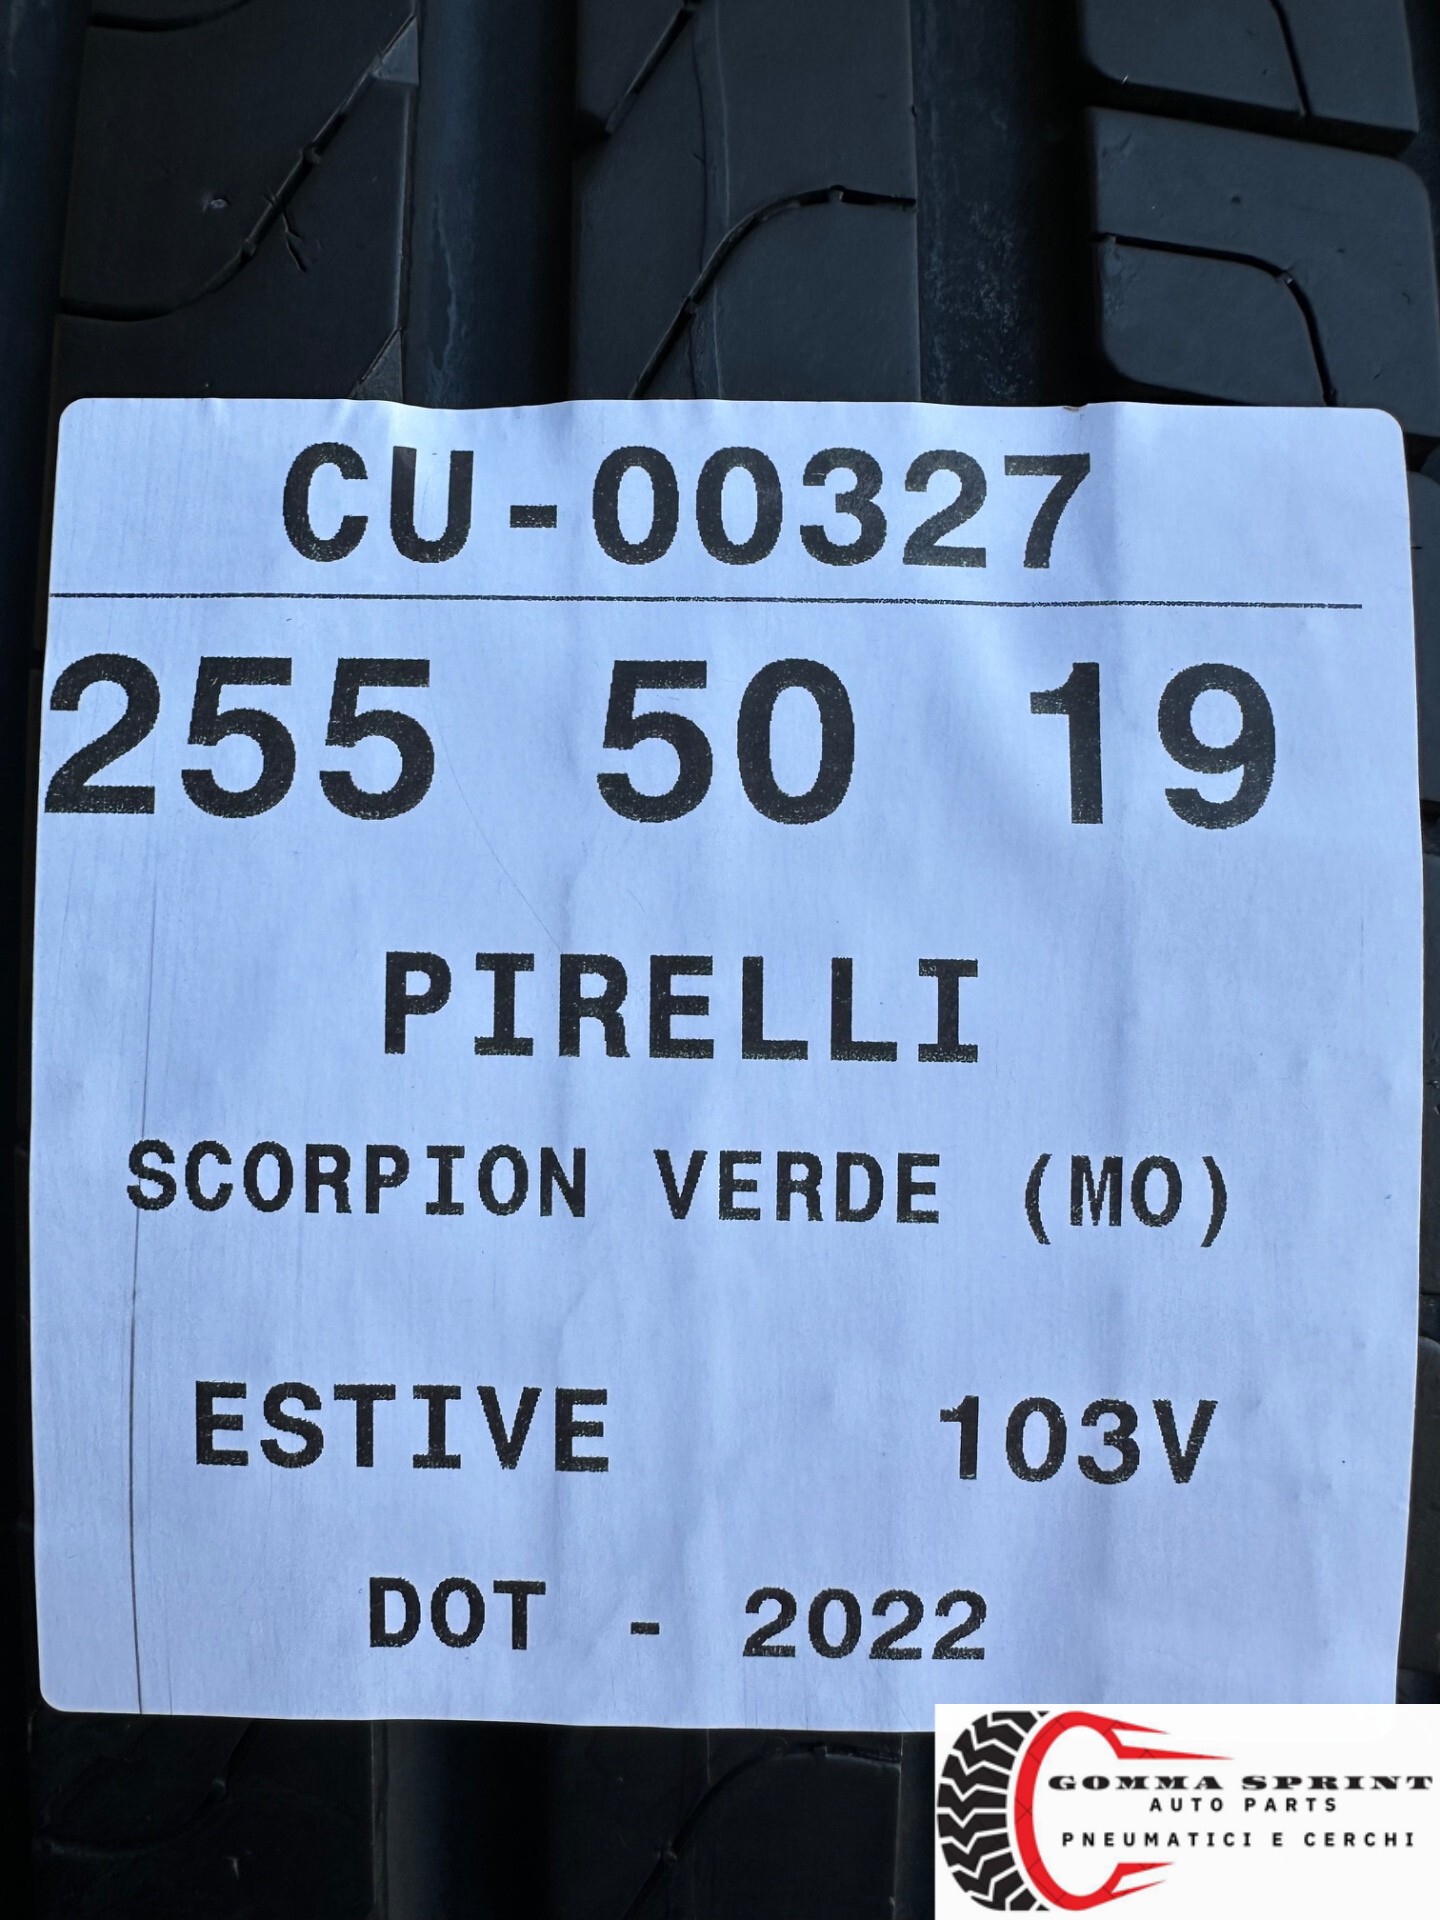 CU-00327
255 50 19
PIRELLI
SCORPION VERDE (MO)
ESTIVE 103V
DOT - 2022
GOMMA SPRINT
AUTO PARTS
PNEUMATICI E CERCHI